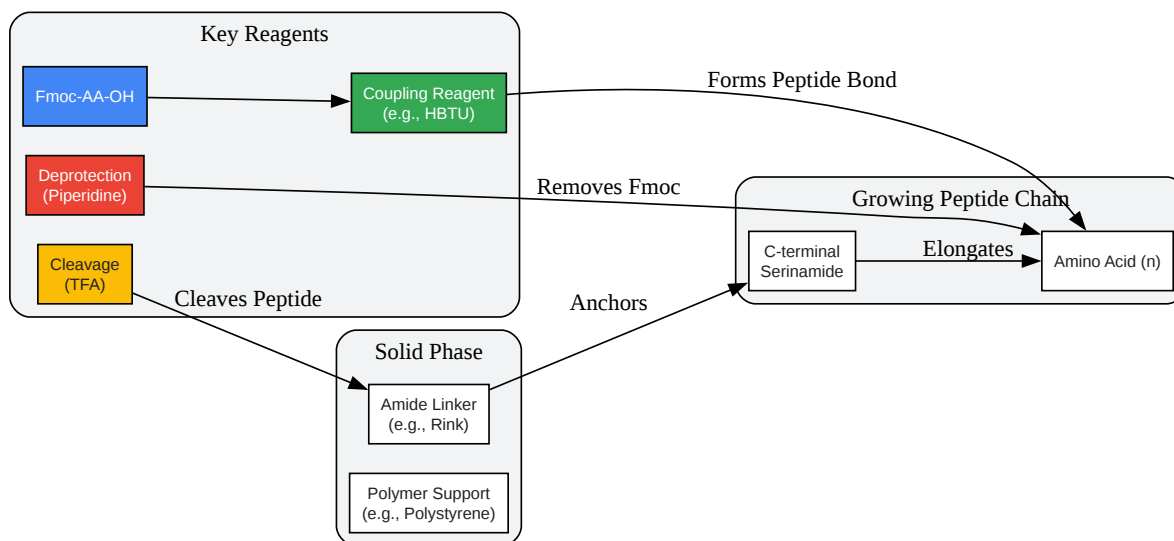 Key Reagents
Fmoc-AA-OH
Coupling Reagent
(e.g., HBTU)
Forms Peptide Bond
Deprotection
(Piperidine)
Removes Fmoc
Growing Peptide Chain
Cleavage
(TFA)
Cleaves Peptide
C-terminal
Serinamide
Elongates
Amino Acid (n)
Anchors
Solid Phase
Amide Linker
(e.g., Rink)
Polymer Support
(e.g., Polystyrene)